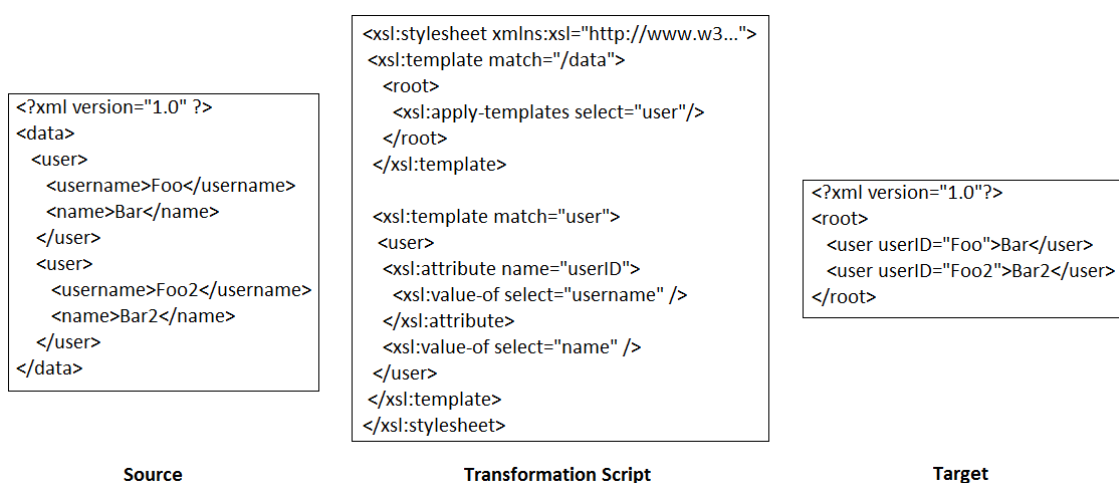 <?xml version="1.0" ?>
<data>
<user>
<username>Foo</username>
<name>Bar</name>
</user>
<user>
<username>Foo2</username>
<name>Bar2</name>
</user>
</data>
Source
<xsl:stylesheet xmlns:xsl="http://www.w3...">
<xsl:template match="/data">
<root>
<xsl:apply-templates select="user"/>
</root>
</xsl:template>
<xsl:template match="user">
<user>
<xsl:attribute name="userID">
<xsl:value-of select="username" />
</xsl:attribute>
<xsl:value-of select="name" />
</user>
</xsl:template>
</xsl:stylesheet>
Transformation Script
<?xml version="1.0"?>
<root>
<user userID="Foo">Bar</user>
<user userID="Foo2">Bar2</user>
</root>
Target